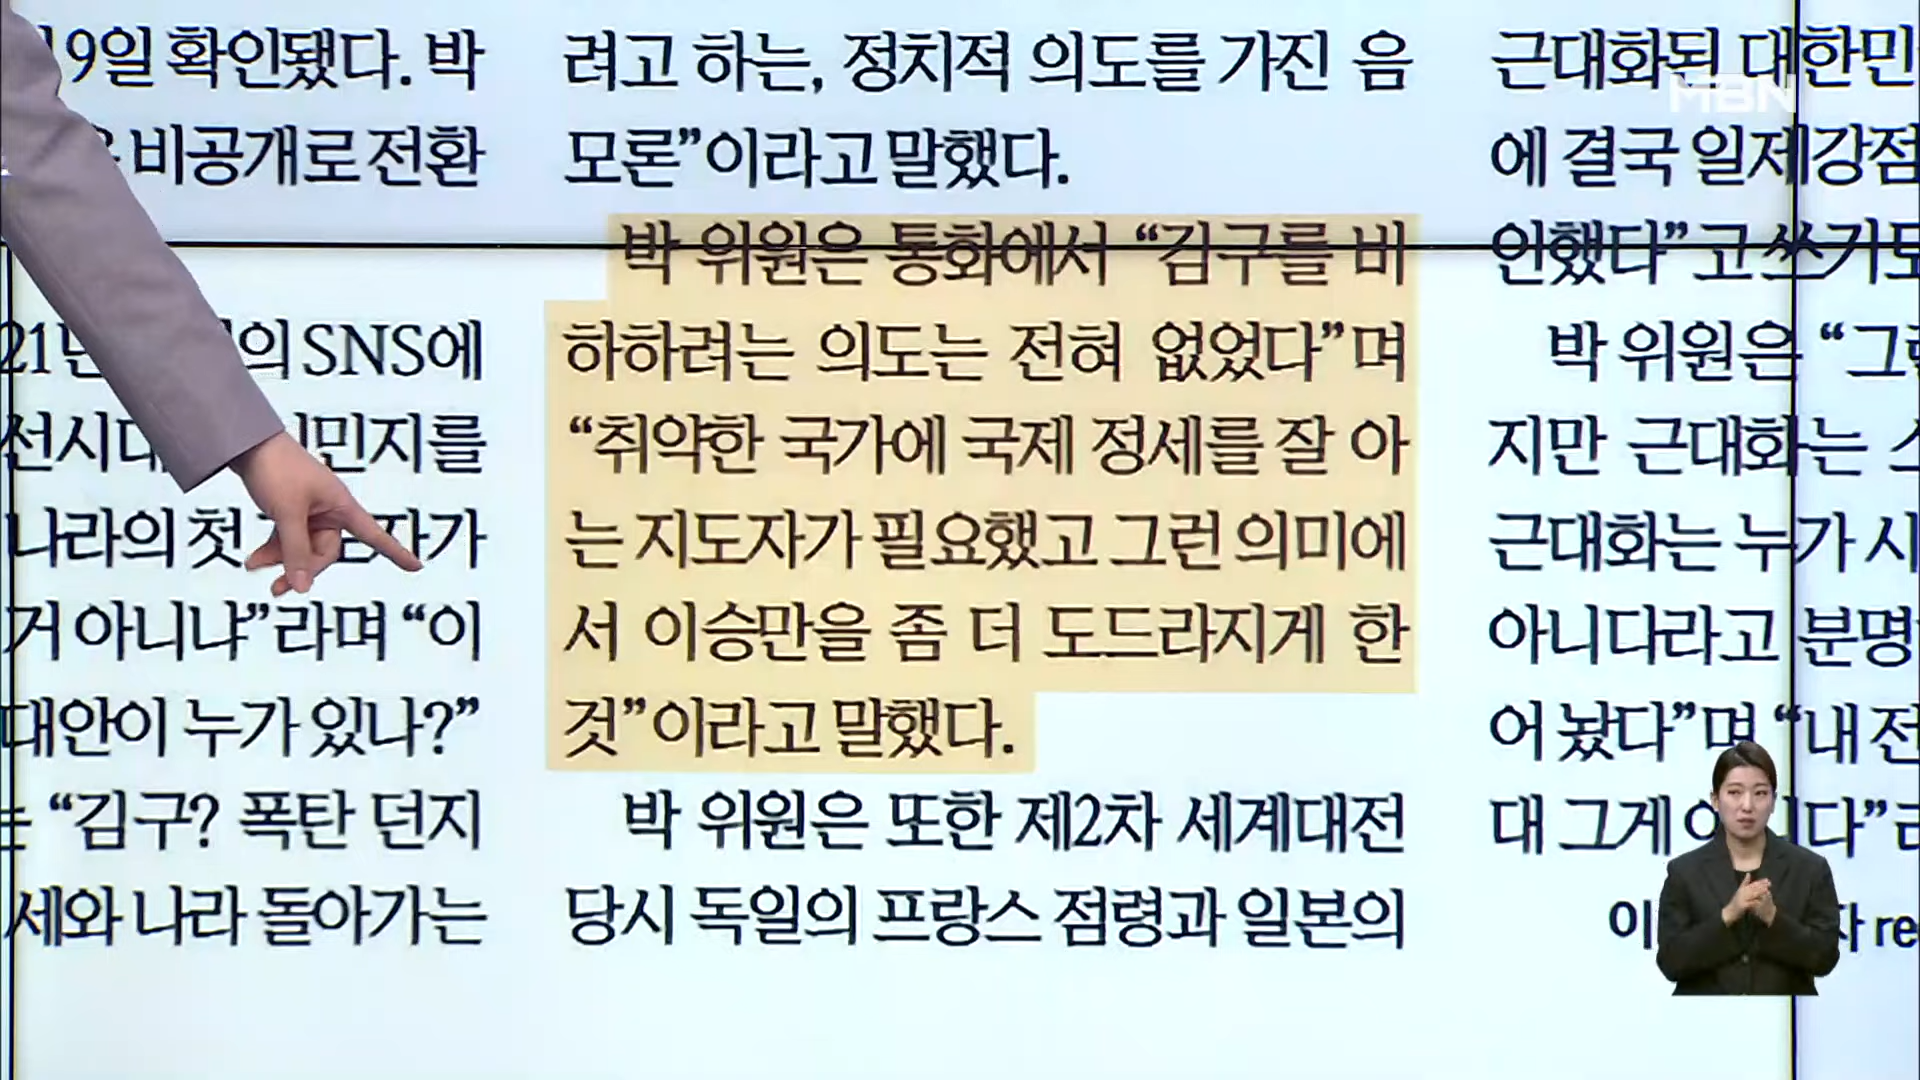 19일 확인됐다. 박
비공개로 전환
21년 의 SNS에
민지를
나라의 첫 자가
거 아니냐”라며 “이
대안이 누가 있나?”
“김구? 폭탄 던지
세와 나라 돌아가는
려고 하는, 정치적 의도를 가진 음
모론”이라고 말했다.
박 위원은 통화에서 “김구를 비
하하려는 의도는 전혀 없었다”며
“취약한 국가에 국제 정세를 잘 아
는 지도자가 필요했고 그런 의미에
서 이승만을 좀 더 도드라지게 한
것”이라고 말했다.
박 위원은 또한 제2차 세계대전
당시 독일의 프랑스 점령과 일본의
근대화된 대한민
에 결국 일제강점
인했다”고 쓰기도
박 위원은 “그
지만 근대화는
근대화는 누가 시
아니다라고 분명
어 놨다”며 “내 전
대 그게
MBN